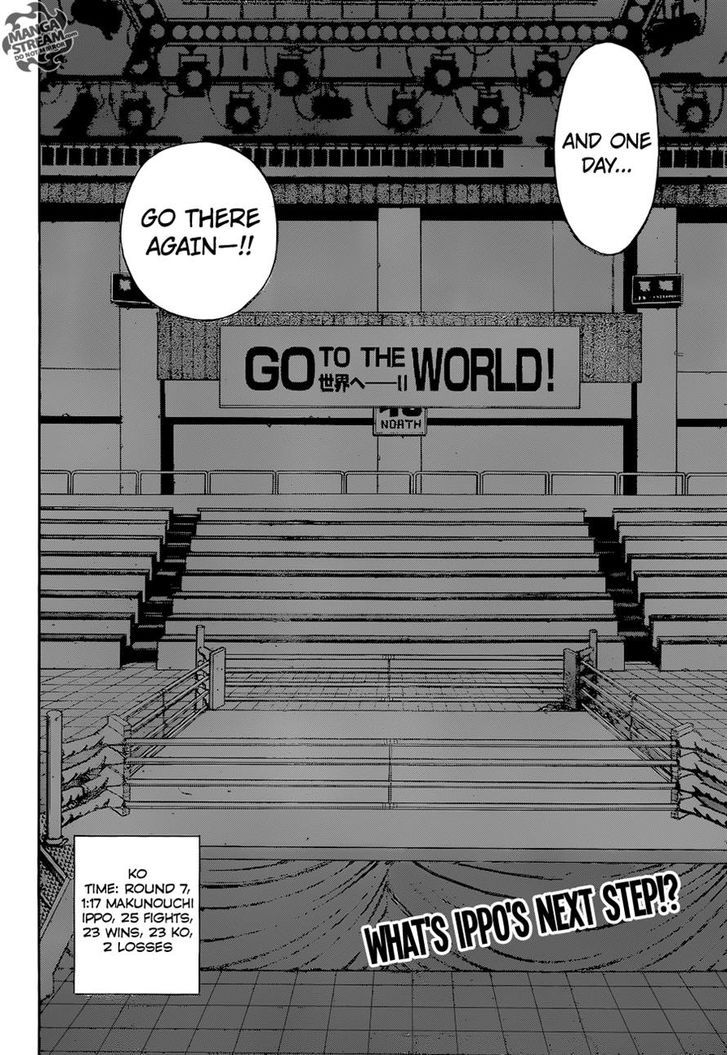 MANGA
STREAM
AND ONE
DAY...
GO THERE
AGAIN—!!
GO TO THE WORLD!
世界へ──!!
NORTH
KO
TIME: ROUND 7,
1:17 MAKUNOUCHI
IPPO, 25 FIGHTS,
23 WINS, 23 KO,
2 LOSSES
WHAT'S IPPO'S NEXT STEP!?